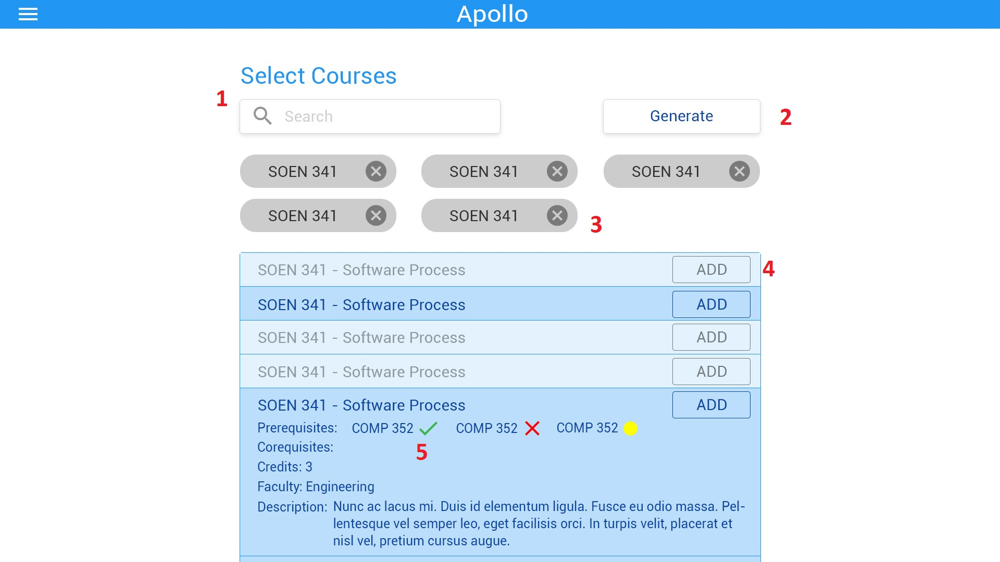 Apollo
Select Courses
1
Search
Generate
2
SOEN 341
SOEN 341
SOEN 341
SOEN 341
SOEN 341
3
SOEN 341 - Software Process
ADD
4
SOEN 341 - Software Process
ADD
SOEN 341 - Software Process
ADD
SOEN 341 - Software Process
ADD
SOEN 341 - Software Process
ADD
Prerequisites: COMP 352 COMP 352 COMP 352
5
Corequisites:
Credits: 3
Faculty: Engineering
Description: Nunc ac lacus mi. Duis id elementum ligula. Fusce eu odio massa. Pel-
lentesque vel semper leo, eget facilisis orci. In turpis velit, placerat et
nisl vel, pretium cursus augue.